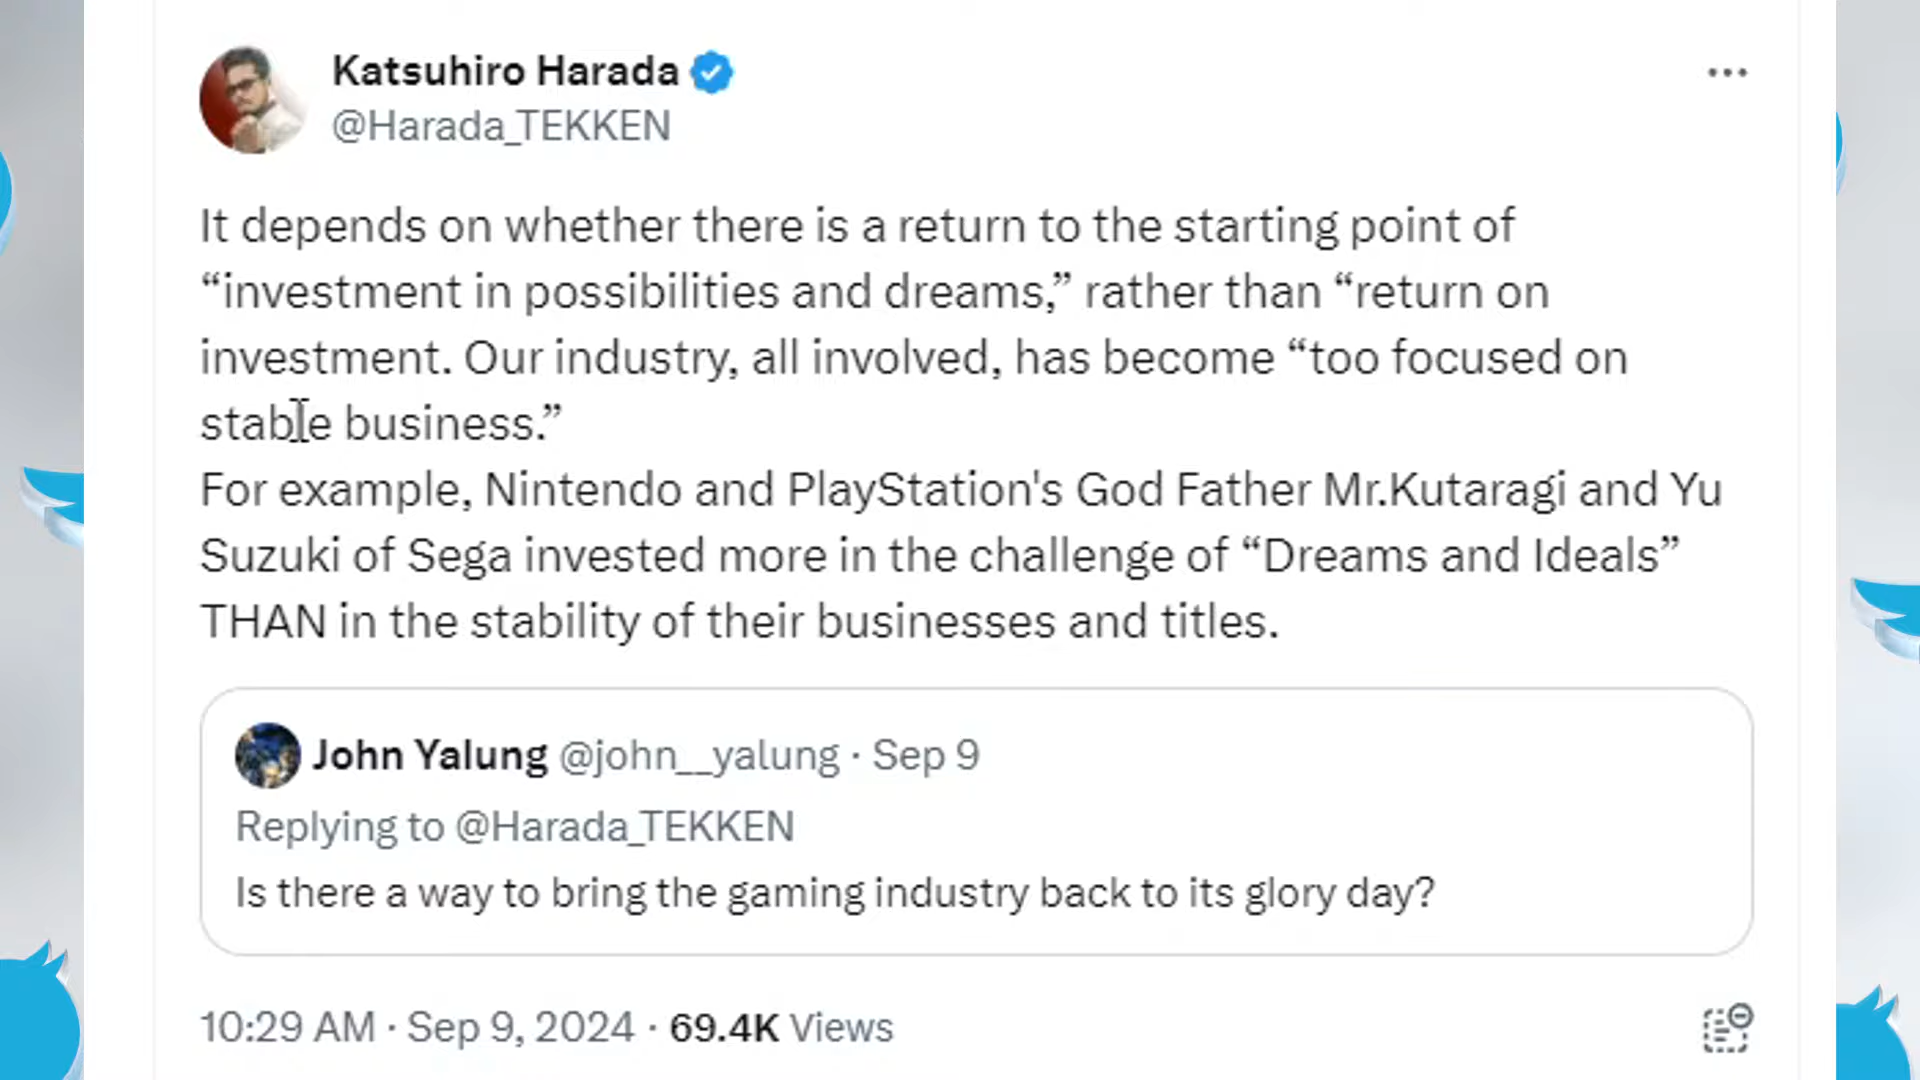 Katsuhiro Harada
@Harada_TEKKEN
It depends on whether there is a return to the starting point of
“investment in possibilities and dreams,” rather than “return on
investment. Our industry, all involved, has become “too focused on
stable business.”
For example, Nintendo and PlayStation's God Father Mr.Kutaragi and Yu
Suzuki of Sega invested more in the challenge of “Dreams and Ideals”
THAN in the stability of their businesses and titles.
John Yalung @john__yalung · Sep 9
Replying to @Harada_TEKKEN
Is there a way to bring the gaming industry back to its glory day?
10:29 AM · Sep 9, 2024 · 69.4K Views